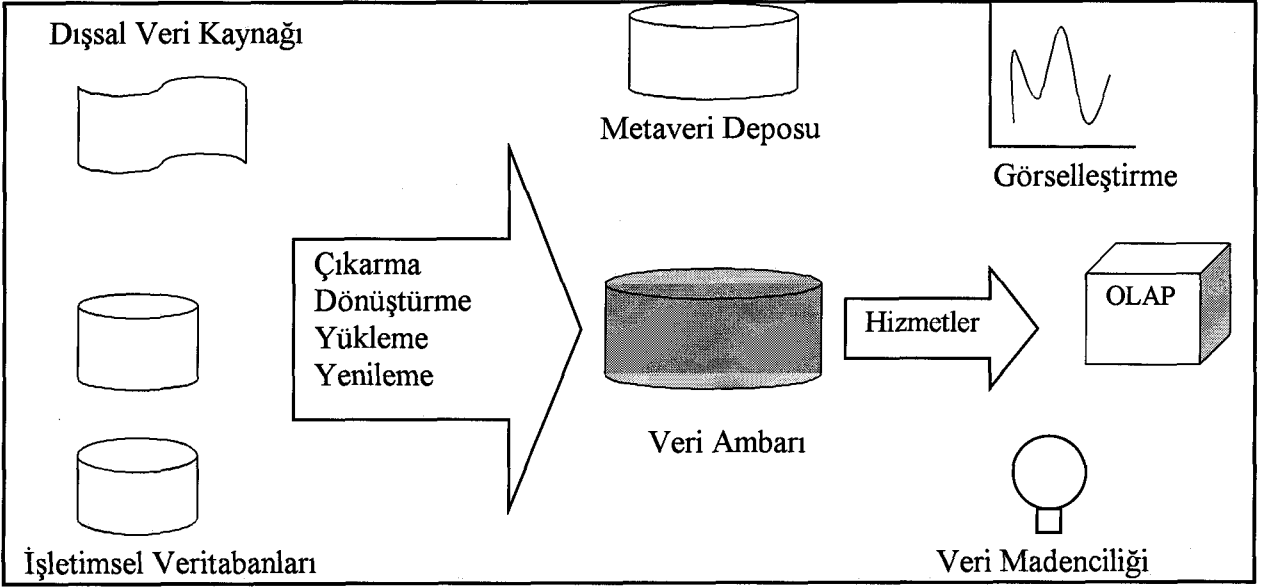 Dışsal Veri Kaynağı
Metaveri Deposu
Görselleştirme
Çıkarma
Dönüştürme
Yükleme
Yenileme
Hizmetler
OLAP
Veri Ambarı
İşletimsel Veritabanları
Veri Madenciliği